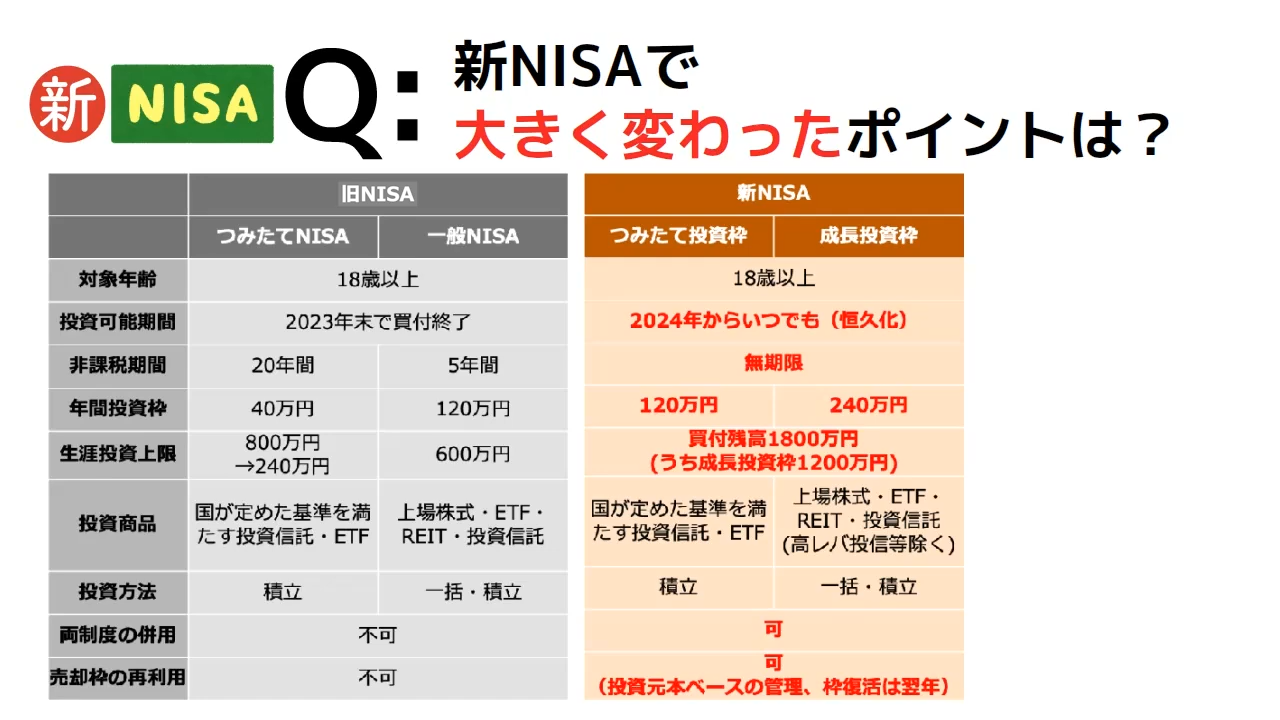 新 NISA Q: 新NISAで
大きく変わったポイントは？
旧NISA 新NISA
つみたてNISA 一般NISA つみたて投資枠 成長投資枠
対象年齢 18歳以上 18歳以上
投資可能期間 2023年末で買付終了 2024年からいつでも（恒久化）
非課税期間 20年間 5年間 無期限
年間投資枠 40万円 120万円 120万円 240万円
生涯投資上限 800万円
→240万円 600万円 買付残高1800万円
(うち成長投資枠1200万円)
投資商品 国が定めた基準を満
たす投資信託・ETF 上場株式・ETF・
REIT・投資信託 国が定めた基準を満
たす投資信託・ETF 上場株式・ETF・
REIT・投資信託
(高レバ投信等除く)
投資方法 積立 一括・積立 積立 一括・積立
両制度の併用 不可 可
売却枠の再利用 不可 可
（投資元本ベースの管理、枠復活は翌年）